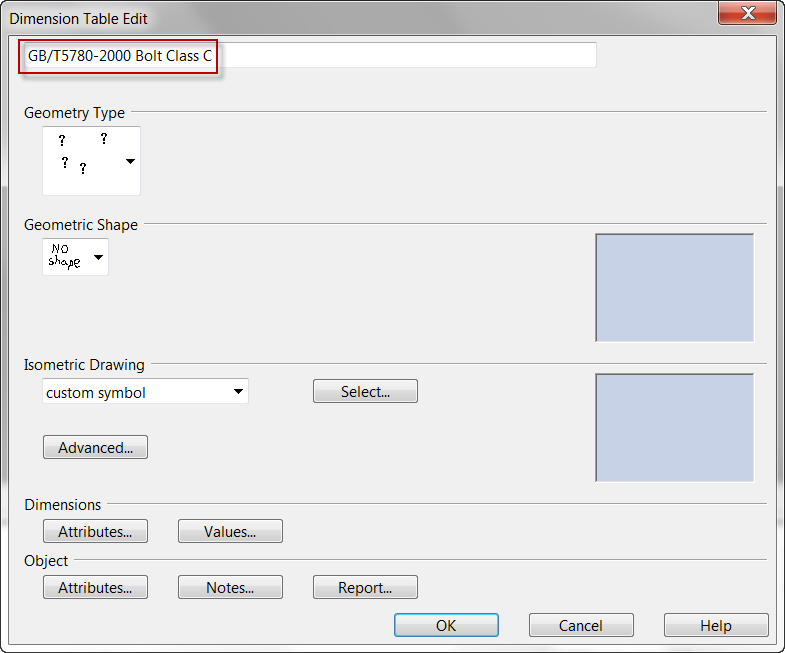 Dimension Table Edit
GB/T5780-2000 Bolt Class C
Geometry Type
? ?
? ?
Geometric Shape
NO
shape
Isometric Drawing
custom symbol
Select...
Advanced...
Dimensions
Attributes... Values...
Object
Attributes... Notes... Report...
OK Cancel Help